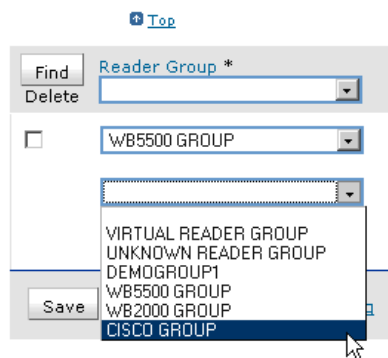 Top
Find
Reader Group *
Delete
WB5500 GROUP
VIRTUAL READER GROUP
UNKNOWN READER GROUP
DEMOGROUP1
WB5500 GROUP
WB2000 GROUP
Save
CISCO GROUP